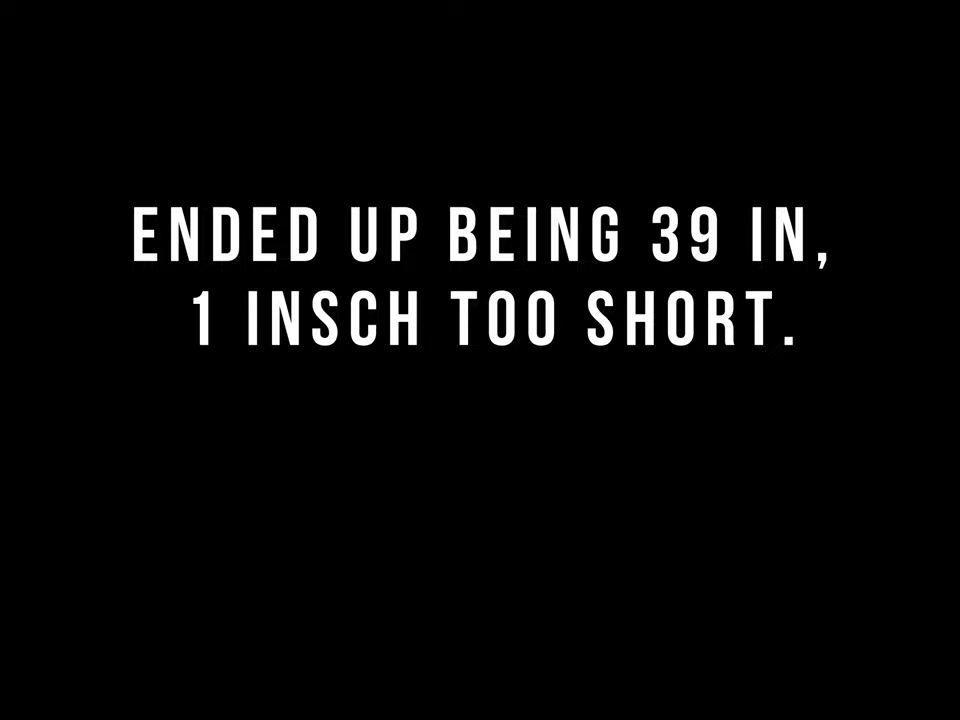 ENDED UP BEING 39 IN,
1 INSCH TOO SHORT.